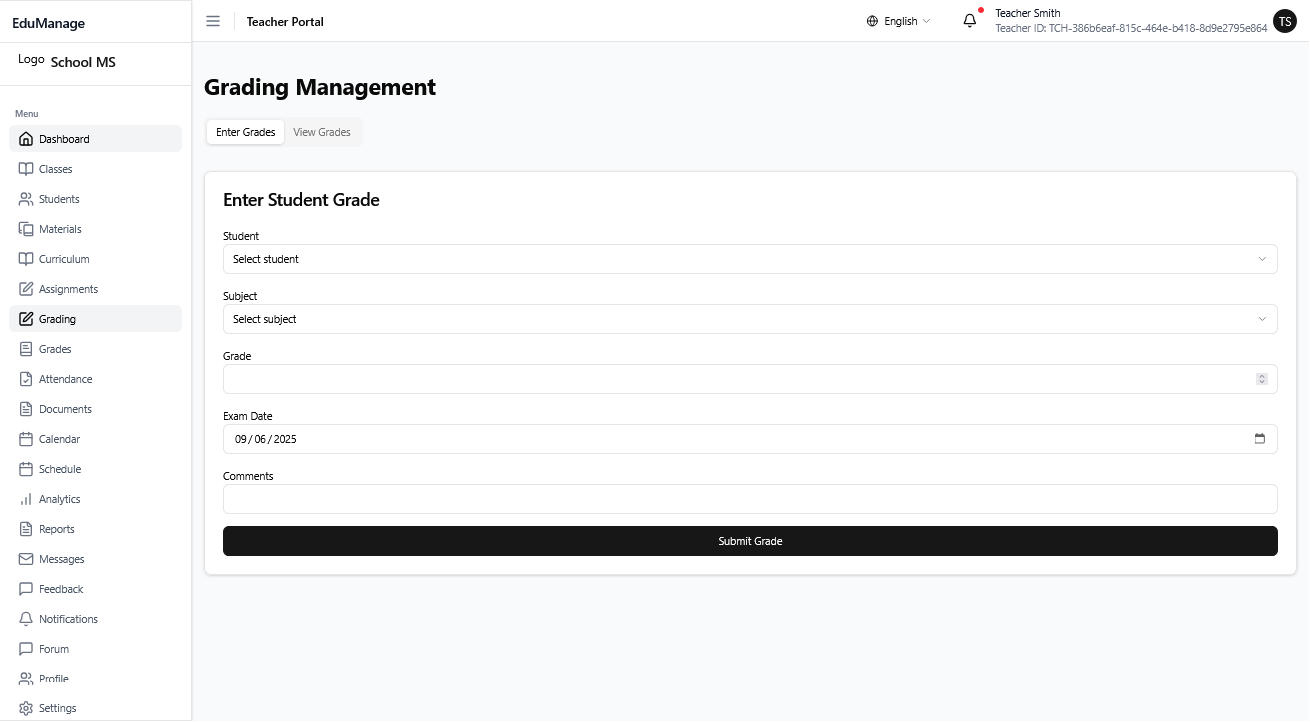 EduManage
Teacher Portal
English
Teacher Smith
Teacher ID: TCH-386b6eaf-815c-464e-b418-8d9e2795e864
TS
Logo School MS
Menu
Dashboard
Classes
Students
Materials
Curriculum
Assignments
Grading
Grades
Attendance
Documents
Calendar
Schedule
Analytics
Reports
Messages
Feedback
Notifications
Forum
Profile
Settings
Grading Management
Enter Grades View Grades
Enter Student Grade
Student
Select student
Subject
Select subject
Grade
Exam Date
09/06/2025
Comments
Submit Grade